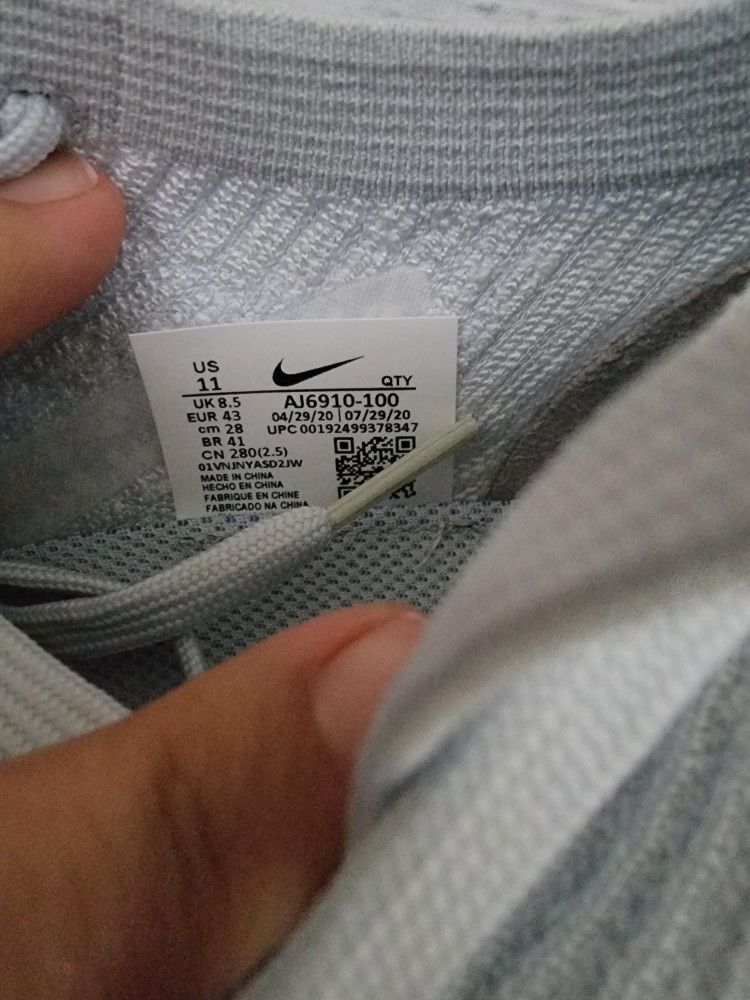 US
11
QTY
UK 8.5
AJ6910-100
EUR 43
04/29/20 | 07/29/20
cm 28
UPC 00192499378347
BR 41
CN 280(2.5)
01VNJNYASD2JW
MADE IN CHINA
HECHO EN CHINA
FABRIQUE EN CHINE
FABRICADO NA CHINA